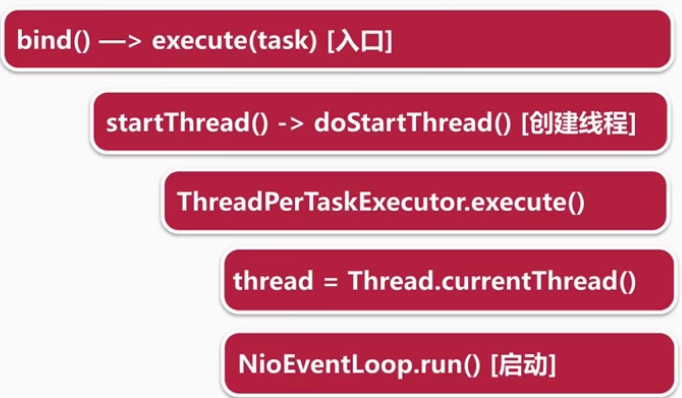 bind() —> execute(task) [入口]
startThread() -> doStartThread() [创建线程]
ThreadPerTaskExecutor.execute()
thread = Thread.currentThread()
NioEventLoop.run() [启动]